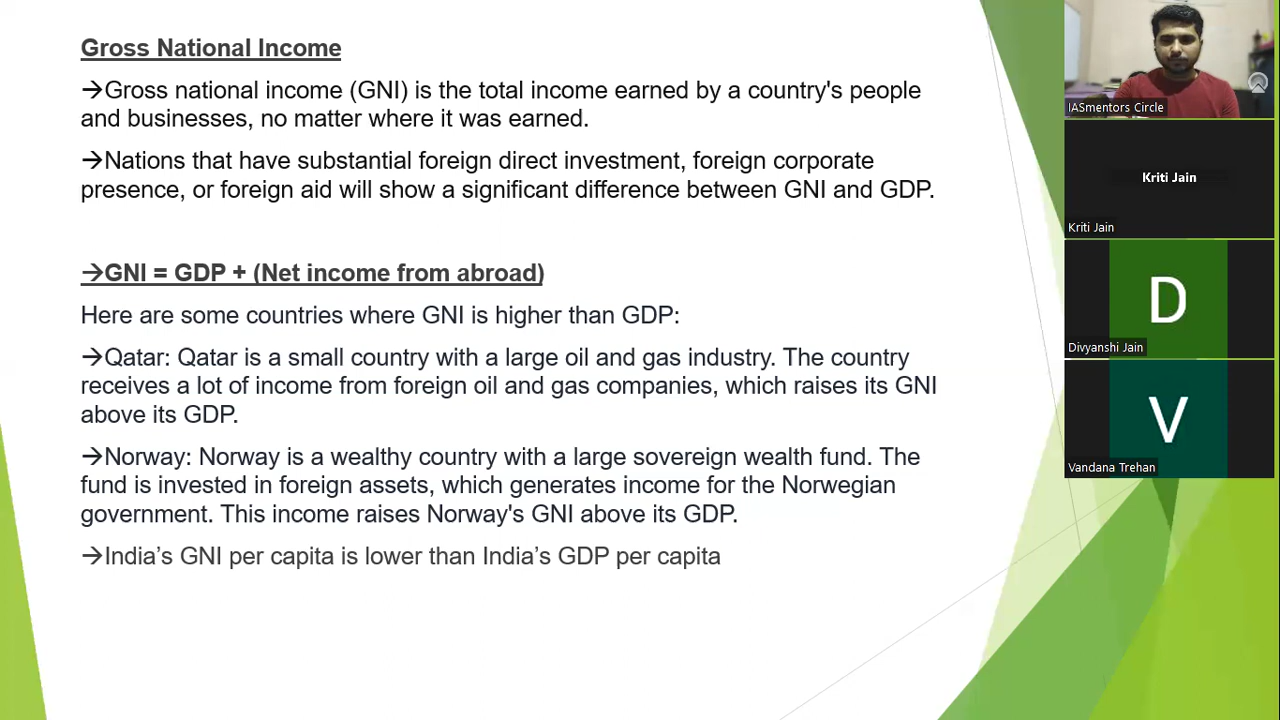 Gross National Income
→Gross national income (GNI) is the total income earned by a country's people
and businesses, no matter where it was earned.
→Nations that have substantial foreign direct investment, foreign corporate
presence, or foreign aid will show a significant difference between GNI and GDP.
→GNI = GDP + (Net income from abroad)
Here are some countries where GNI is higher than GDP:
→Qatar: Qatar is a small country with a large oil and gas industry. The country
receives a lot of income from foreign oil and gas companies, which raises its GNI
above its GDP.
→Norway: Norway is a wealthy country with a large sovereign wealth fund. The
fund is invested in foreign assets, which generates income for the Norwegian
government. This income raises Norway's GNI above its GDP.
→India’s GNI per capita is lower than India’s GDP per capita
IASmentors Circle
Kriti Jain
Kriti Jain
D
Divyanshi Jain
V
Vandana Trehan